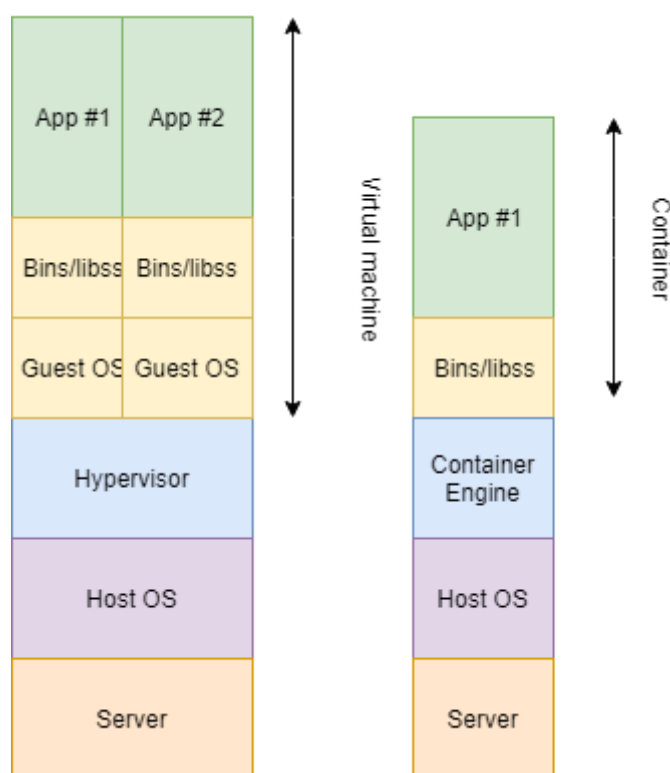 App #1
App #2
Bins/libss
Bins/libss
Guest OS
Guest OS
Hypervisor
Host OS
Server
Virtual machine
App #1
Bins/libss
Container
Engine
Host OS
Server
Container